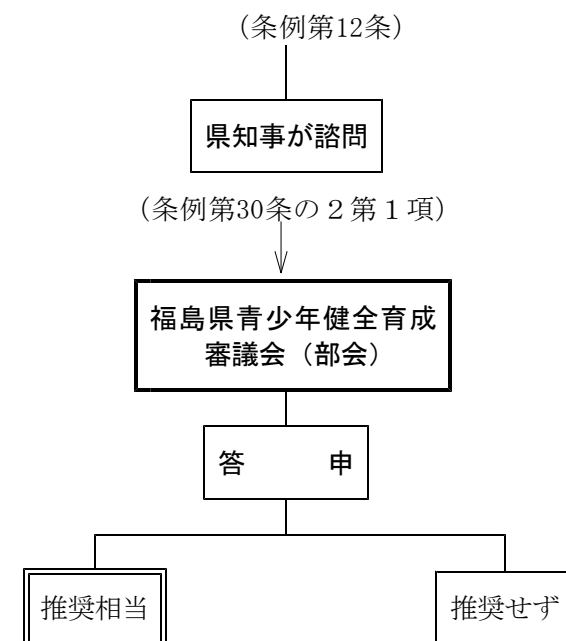 （条例第12条）
県知事が諮問
（条例第30条の２第１項）
福島県青少年健全育成
審議会（部会）
答　　　申
推奨相当
推奨せず